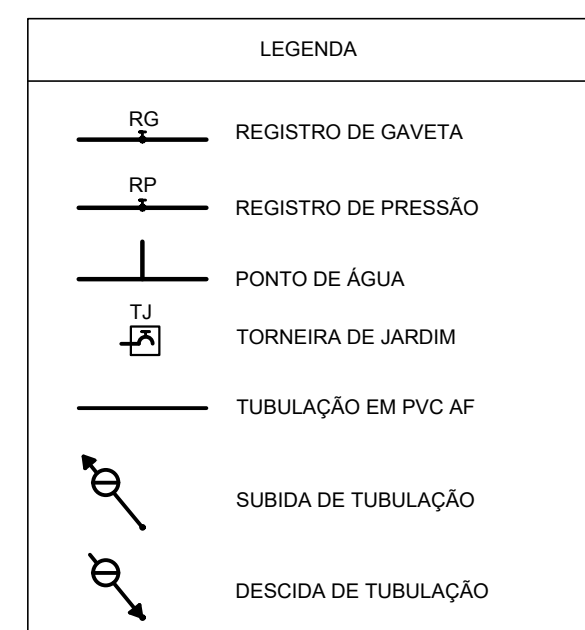 LEGENDA
RG
REGISTRO DE GAVETA
RP
REGISTRO DE PRESSÃO
PONTO DE ÁGUA
TJ
TORNEIRA DE JARDIM
TUBULAÇÃO EM PVC AF
SUBIDA DE TUBULAÇÃO
DESCIDA DE TUBULAÇÃO